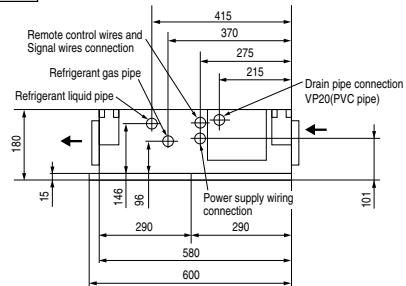 415
Remote control wires and
Signal wires connection
370
275
Refrigerant gas pipe
215
Refrigerant liquid pipe
Drain pipe connection
VP20(PVC pipe)
180
15
146
96
Power supply wiring
connection
101
290
290
580
600